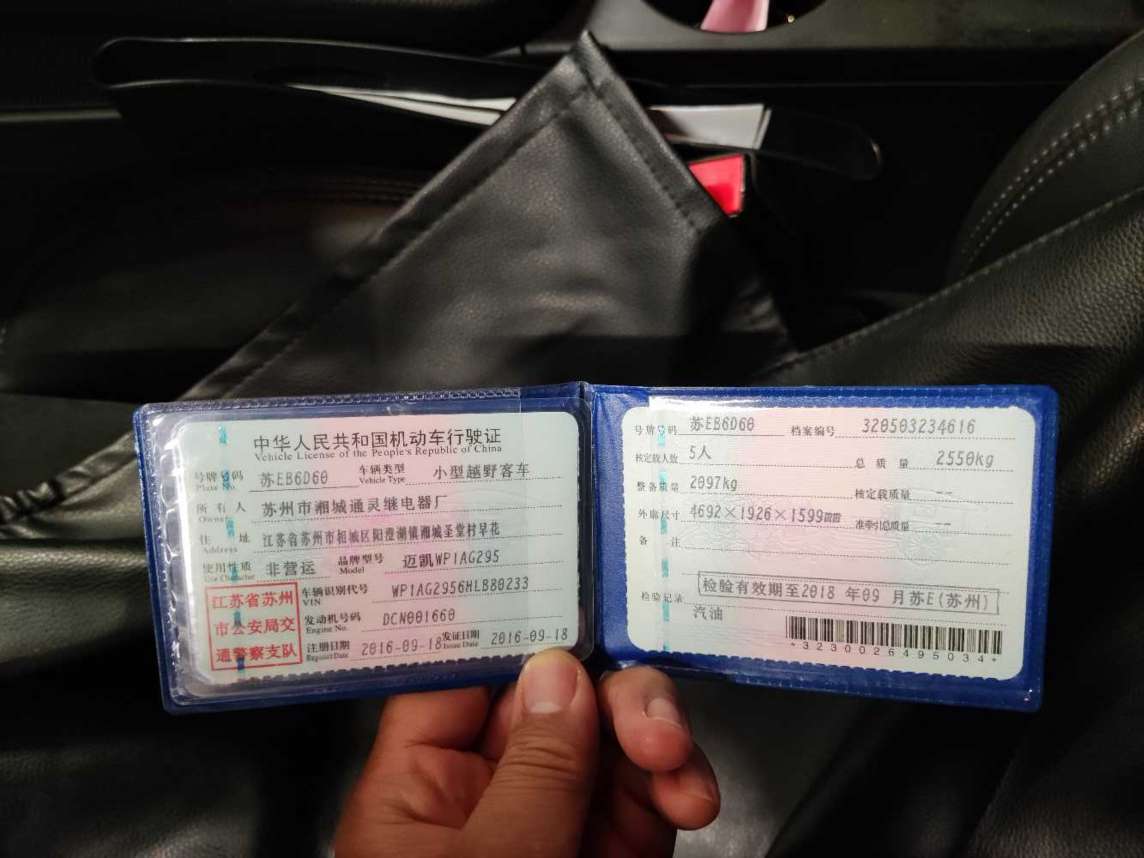 中华人民共和国机动车行驶证
Vehicle License of the People's Republic of China
号牌号码 苏EB6D60 车辆类型 小型越野客车
Plate No. Vehicle Type
所有人 苏州市湘城通灵继电器厂
Owner
住址 江苏省苏州市相城区阳澄湖镇湘城圣堂村旱花
Address
使用性质 非营运 品牌型号 迈凯WP1AG295
Use Character Model
江苏省苏州
市公安局交
通警察支队
车辆识别代号 WP1AG2956HLB80233
VIN
发动机号码 DCN001660
Engine No.
注册日期 2016-09-18 发证日期 2016-09-18
Register Date Issue Date
号牌号码 苏EB6D60 档案编号 320503234616
核定载人数 5人 总质量 2550kg
整备质量 2097kg 核定载质量 --
外廓尺寸 4692×1926×1599mm 准牵引总质量 --
备注
检验记录 检验有效期至2018年09月苏E(苏州)
汽油
*3230026495034*